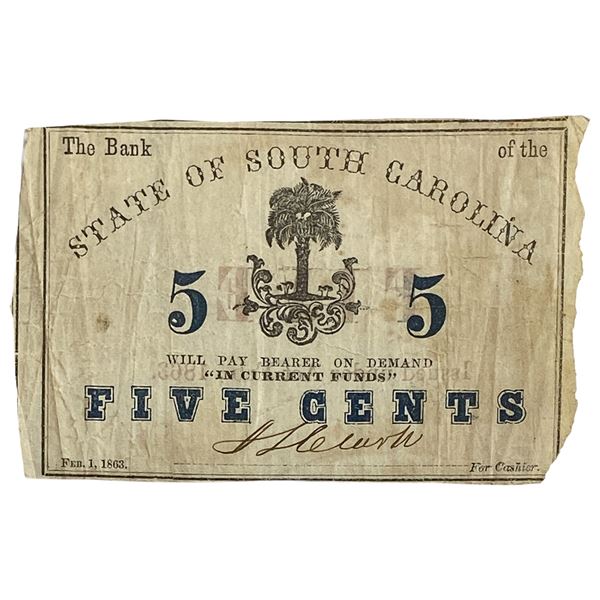 The Bank of the
STATE OF SOUTH CAROLINA
5 5
WILL PAY BEARER ON DEMAND
"IN CURRENT FUNDS"
FIVE CENTS
FEB. 1, 1863. For Cashier.